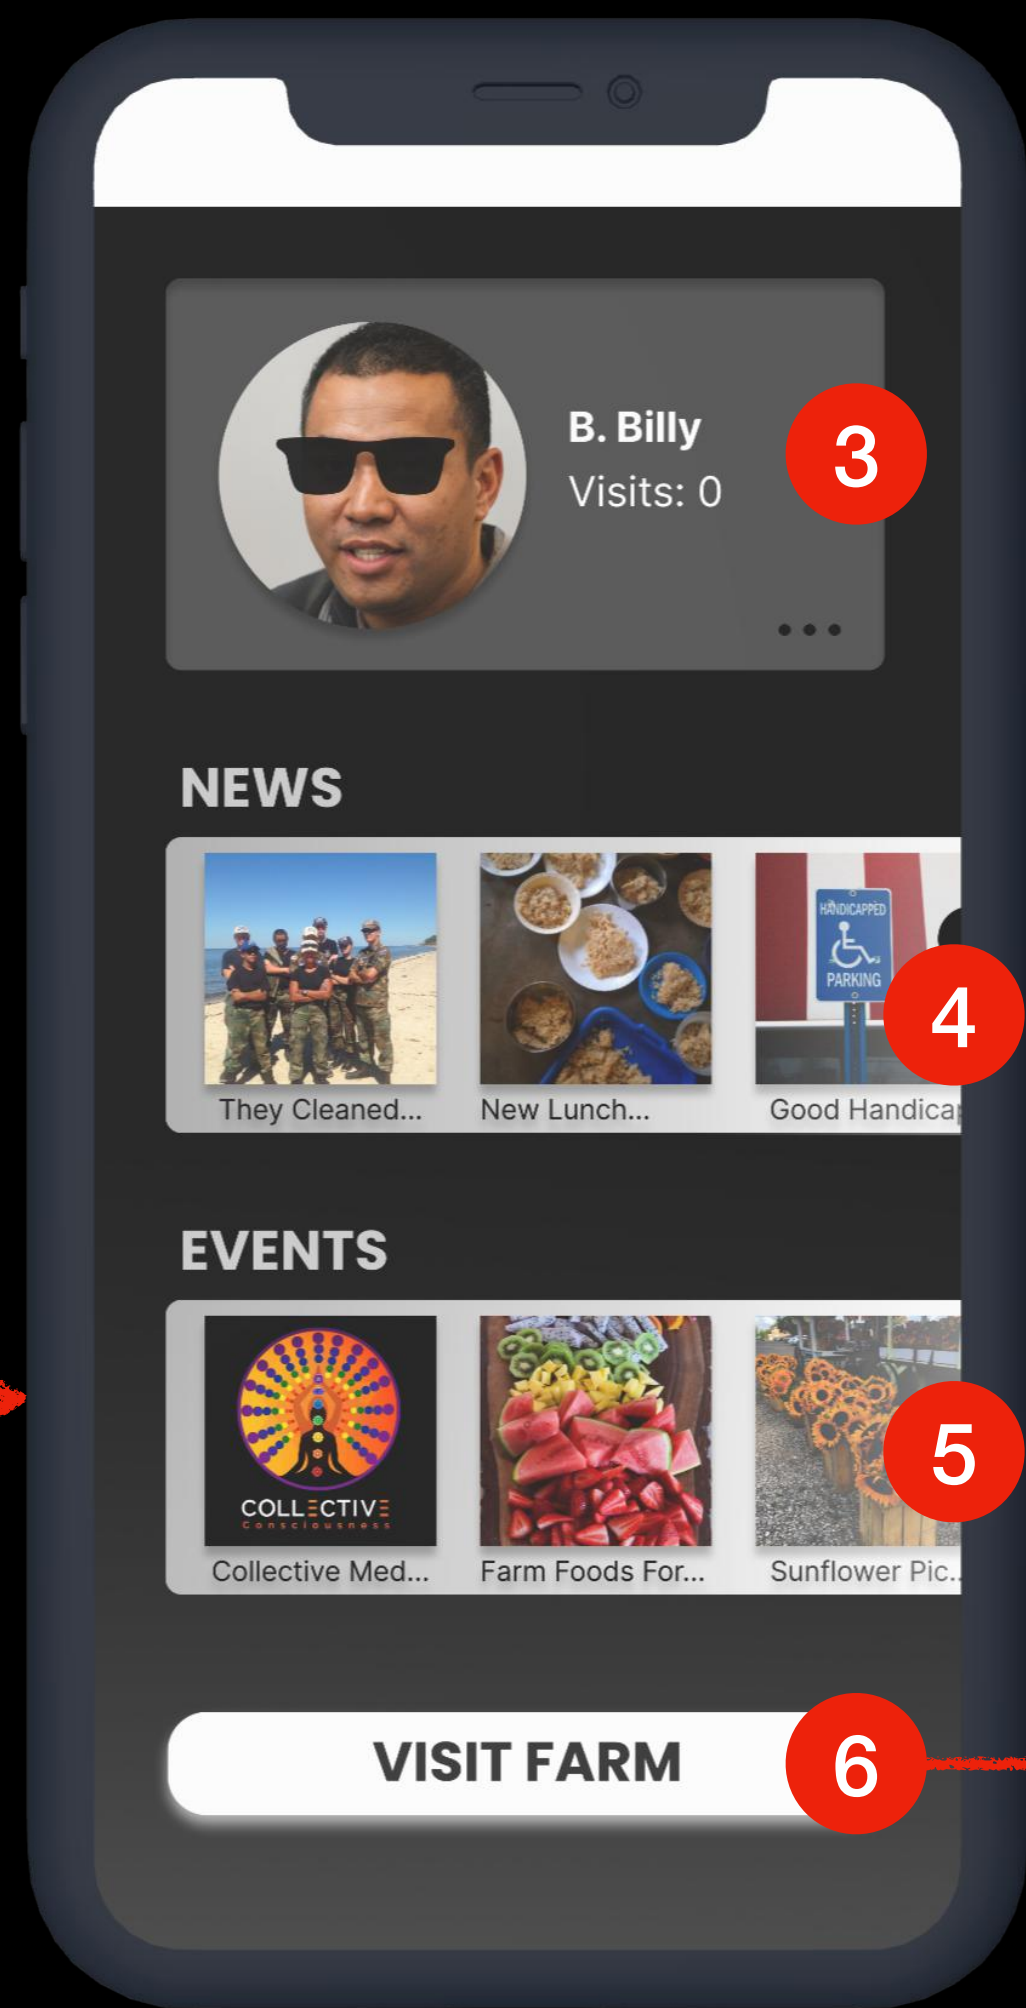 B. Billy
Visits: 0
3
NEWS
HANDICAPPED
PARKING
4
They Cleaned...
New Lunch...
Good Handica
EVENTS
COLLECTIVE
Consciousness
5
Collective Med...
Farm Foods For...
Sunflower Pic..
VISIT FARM
6